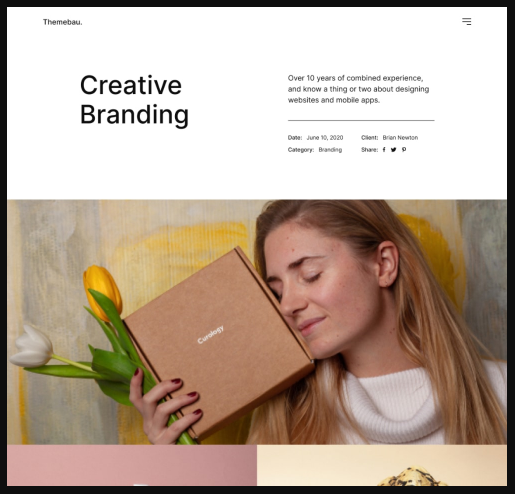 Themebau.
Creative
Branding
Over 10 years of combined experience,
and know a thing or two about designing
websites and mobile apps.
Date: June 10, 2020 Client: Brian Newton
Category: Branding Share:
Curology